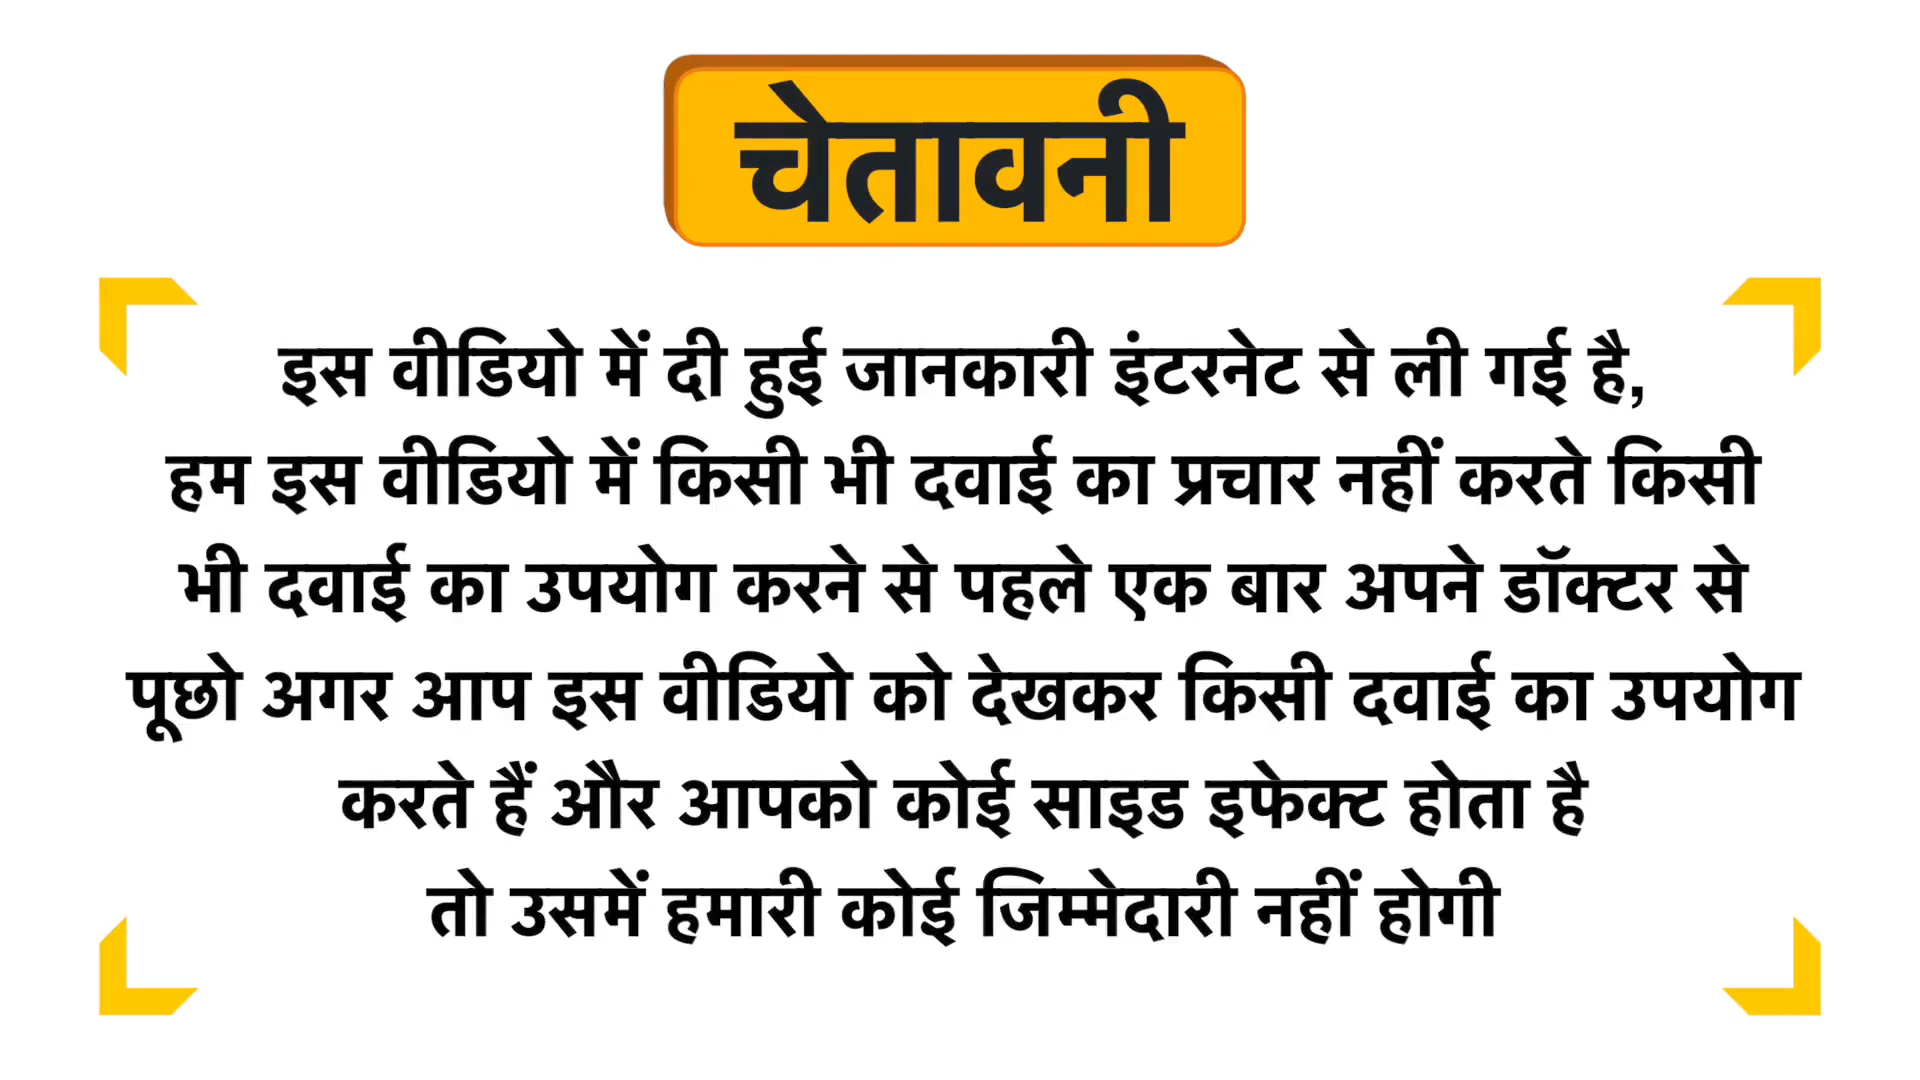 चेतावनी
इस वीडियो में दी हुई जानकारी इंटरनेट से ली गई है,
हम इस वीडियो में किसी भी दवाई का प्रचार नहीं करते किसी
भी दवाई का उपयोग करने से पहले एक बार अपने डॉक्टर से
पूछो अगर आप इस वीडियो को देखकर किसी दवाई का उपयोग
करते हैं और आपको कोई साइड इफेक्ट होता है
तो उसमें हमारी कोई जिम्मेदारी नहीं होगी